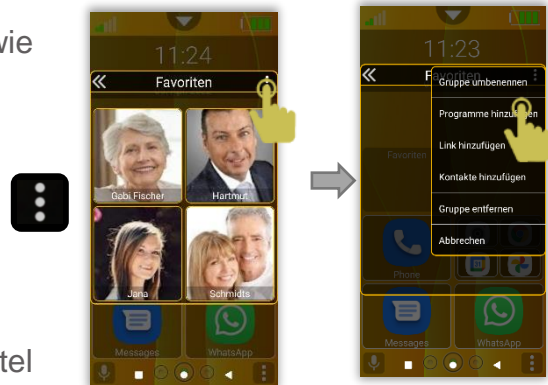 wie
11:24
Favoriten
Gabi Fischer
Hartmut
Jana
Schmidts
Messages
WhatsApp
tel
11:23
Gruppe umbenennen
Programme hinzufügen
Link hinzufügen
Kontakte hinzufügen
Gruppe entfernen
Abbrechen
Favoriten
Phone
Messages
WhatsApp